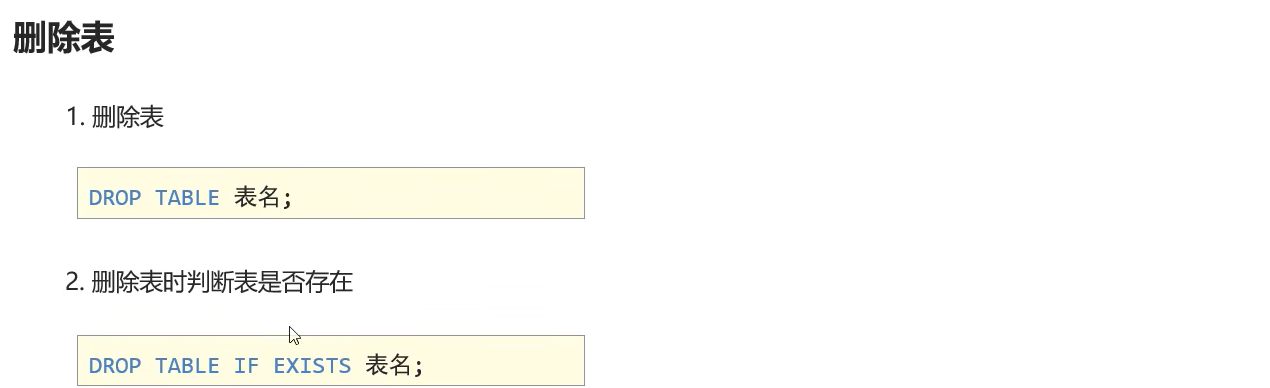 删除表
1. 删除表
DROP TABLE 表名;
2. 删除表时判断表是否存在
DROP TABLE IF EXISTS 表名;